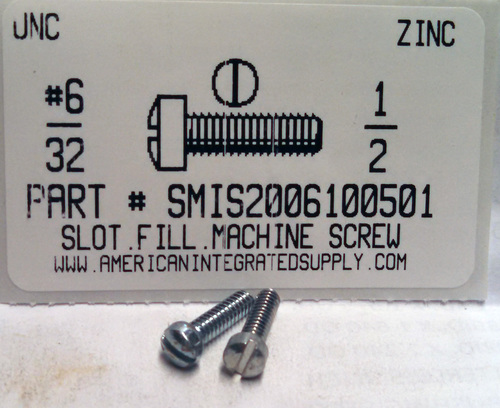 UNC ZINC
#6/32 1/2
PART # SMIS2006100501
SLOT.FILL.MACHINE SCREW
WWW.AMERICANINTEGRATEDSUPPLY.COM